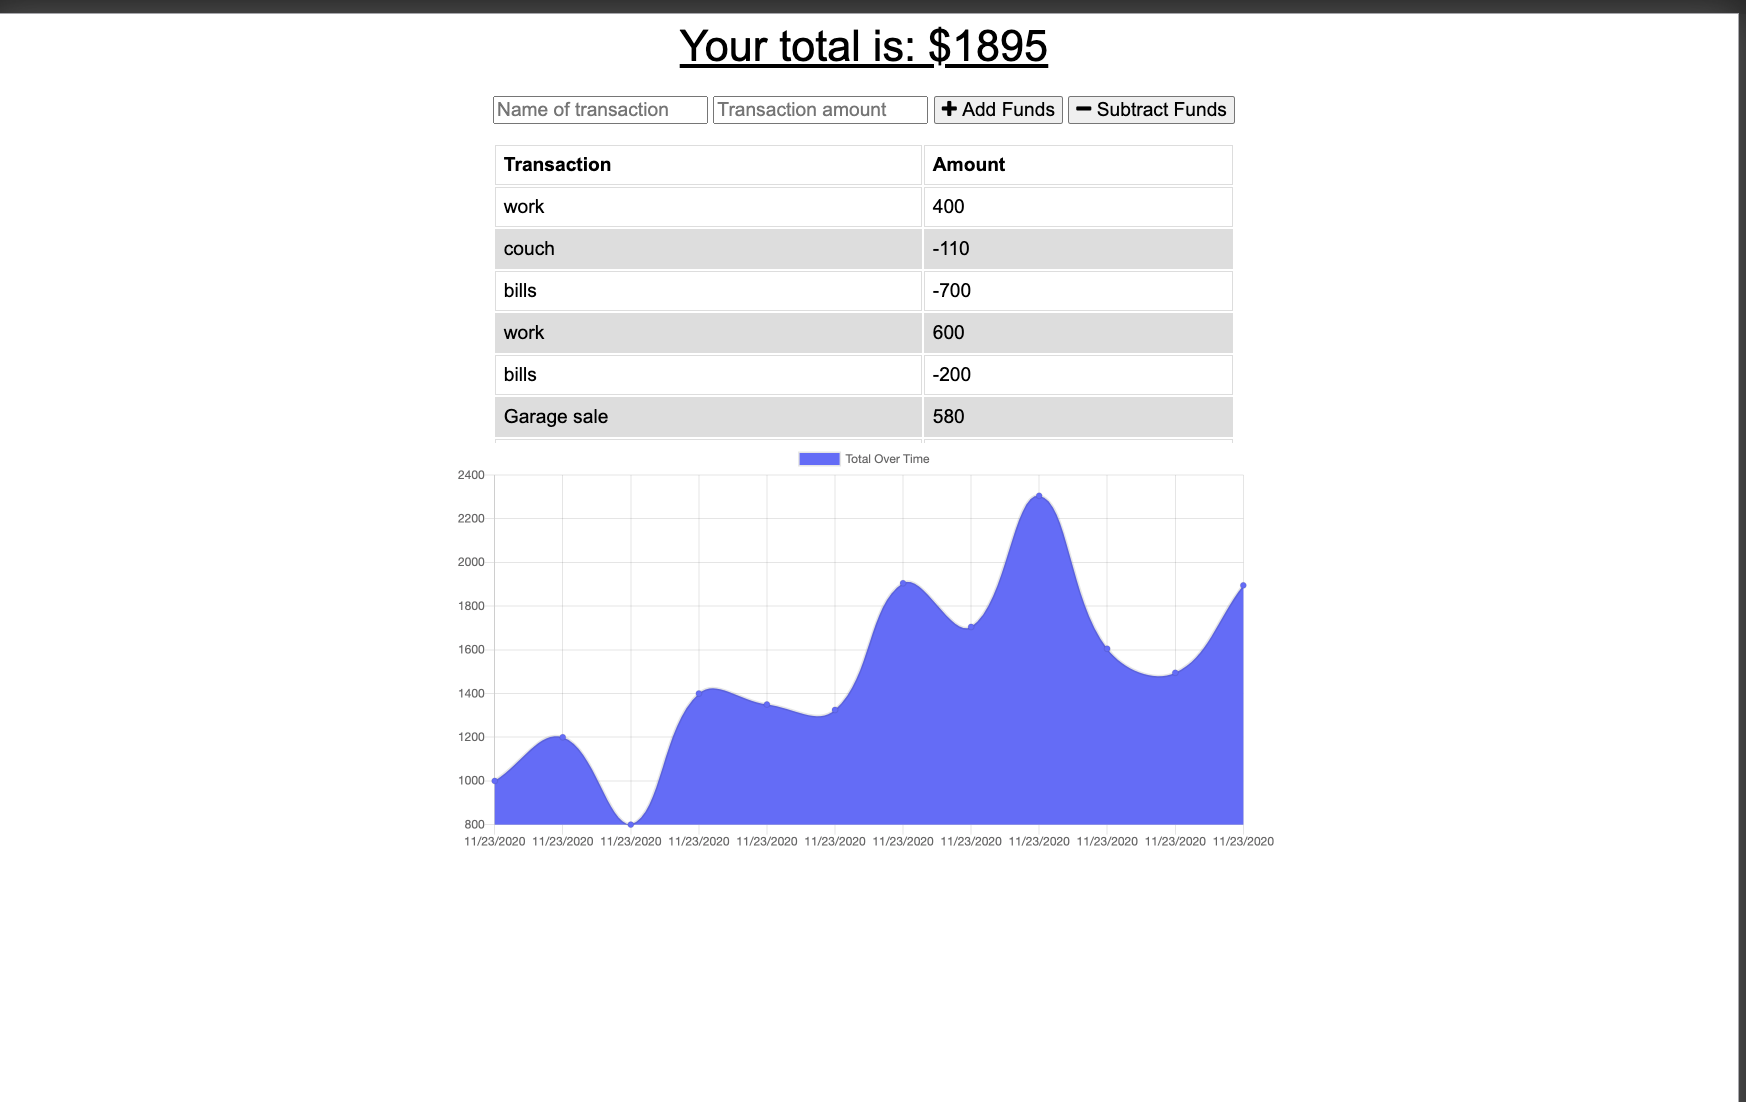 Your total is: $1895
Name of transaction Transaction amount Add Funds Subtract Funds
Transaction Amount
work 400
couch -110
bills -700
work 600
bills -200
Garage sale 580
Total Over Time
2400
2200
2000
1800
1600
1400
1200
1000
800
11/23/2020 11/23/2020 11/23/2020 11/23/2020 11/23/2020 11/23/2020 11/23/2020 11/23/2020 11/23/2020 11/23/2020 11/23/2020 11/23/2020